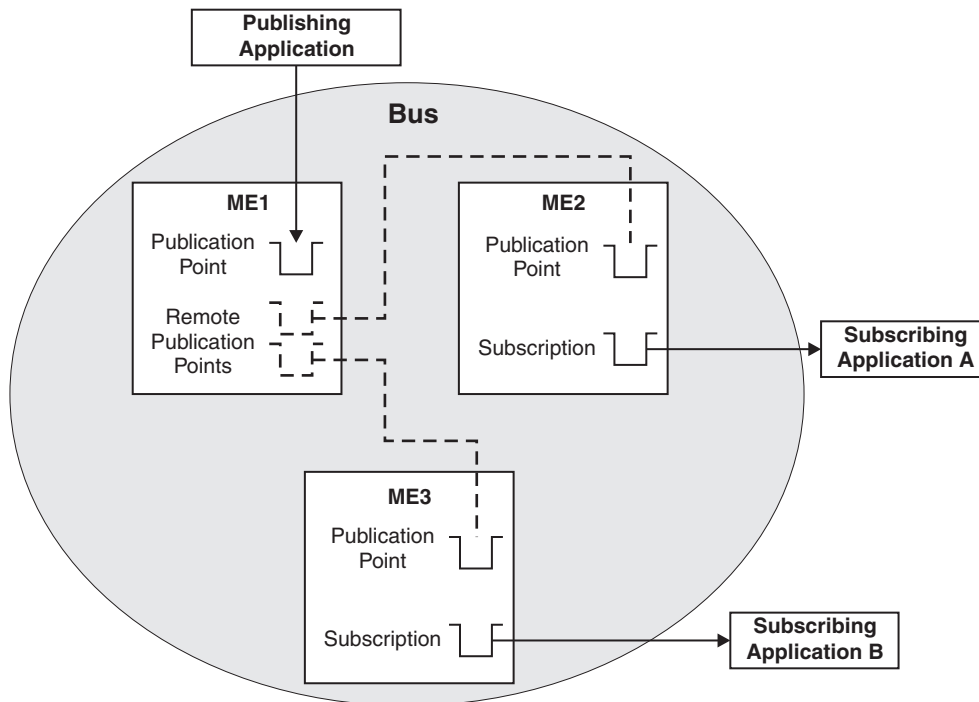 Publishing
Application
Bus
ME1
Publication
Point
Remote
Publication
Points
ME2
Publication
Point
Subscription
Subscribing
Application A
ME3
Publication
Point
Subscription
Subscribing
Application B